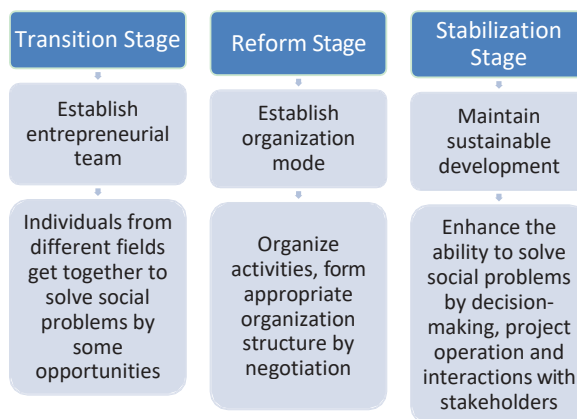 Transition Stage
Establish
entrepreneurial
team
Individuals from
different fields
get together to
solve social
problems by
some
opportunities
Reform Stage
Establish
organization
mode
Organize
activities, form
appropriate
organization
structure by
negotiation
Stabilization
Stage
Maintain
sustainable
development
Enhance the
ability to solve
social problems
by decision-
making, project
operation and
interactions with
stakeholders